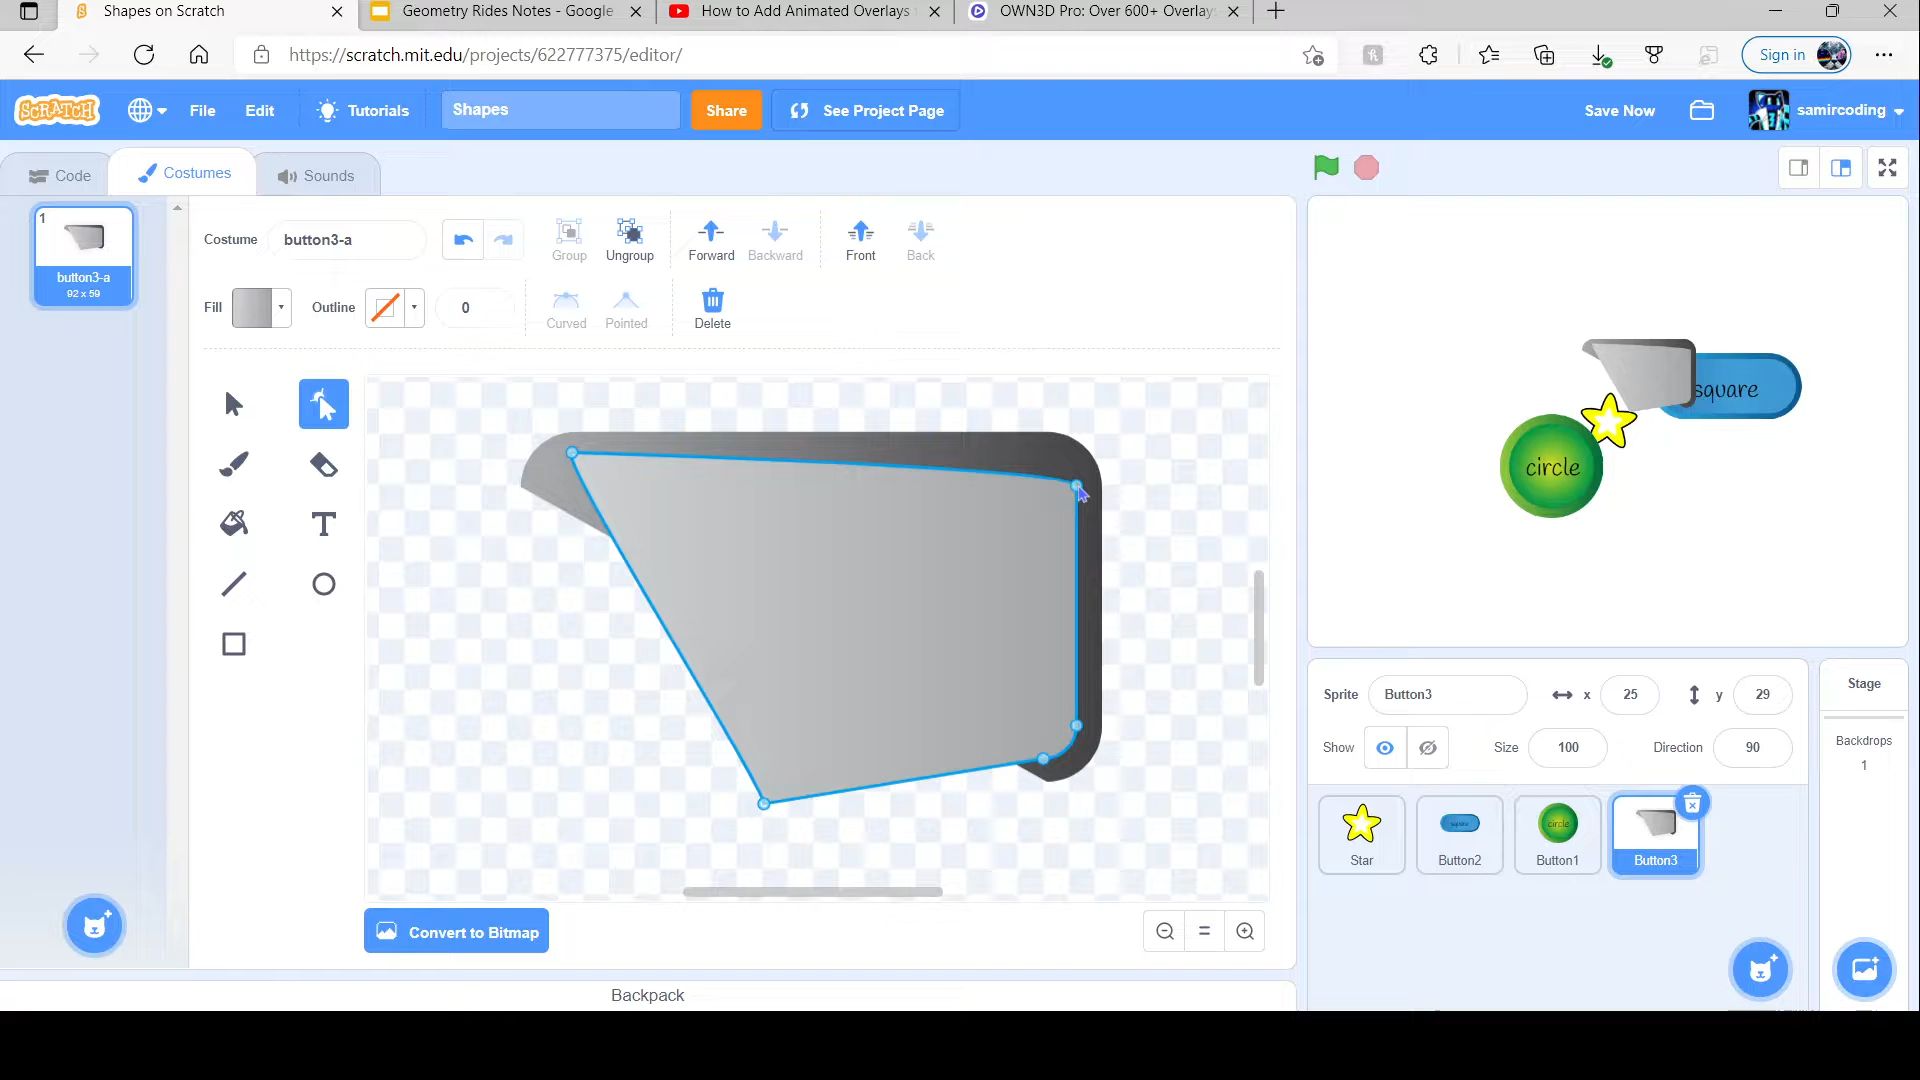 Shapes on Scratch
Geometry Rides Notes - Google
How to Add Animated Overlays
OWN3D Pro: Over 600+ Overlay
https://scratch.mit.edu/projects/622777375/editor/
Sign in
SCRATCH
File
Edit
Tutorials
Shapes
Share
See Project Page
Save Now
samircoding
Code
Costumes
Sounds
1
button3-a
92 x 59
Costume
button3-a
Group
Ungroup
Forward
Backward
Front
Back
Fill
Outline
0
Curved
Pointed
Delete
Convert to Bitmap
Backpack
square
circle
Sprite
Button3
x
25
y
29
Show
Size
100
Direction
90
Stage
Backdrops
1
Star
square
Button2
circle
Button1
Button3